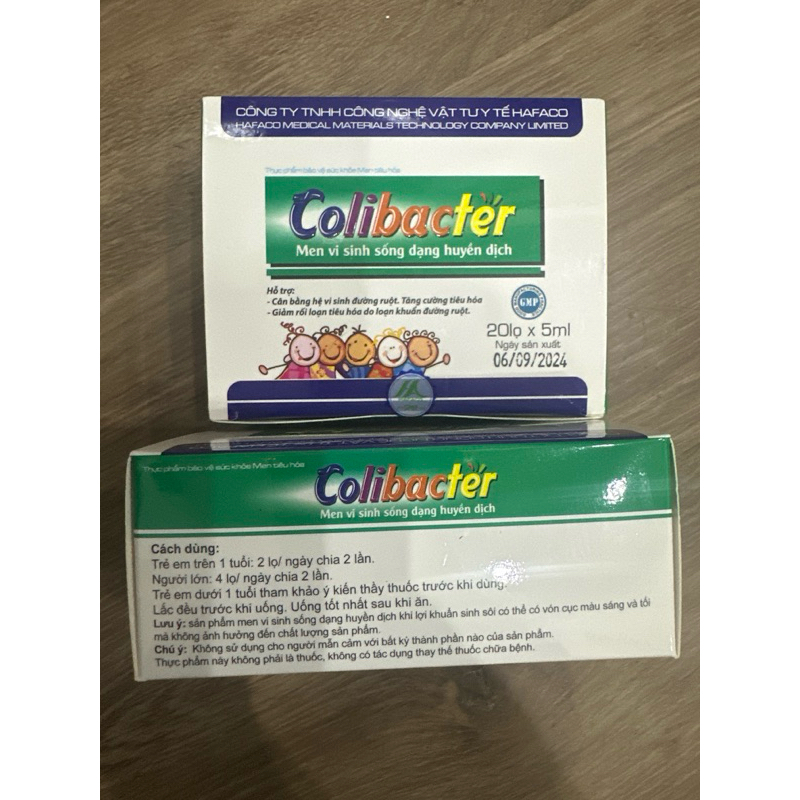 CÔNG TY TNHH CÔNG NGHỆ VẬT TƯ Y TẾ HAFACO
HAFACO MEDICAL MATERIALS TECHNOLOGY COMPANY LIMITED
Thực phẩm bảo vệ sức khỏe Men tiêu hóa
Colibacter
Men vi sinh sống dạng huyền dịch
Hỗ trợ:
- Cân bằng hệ vi sinh đường ruột. Tăng cường tiêu hóa
- Giảm rối loạn tiêu hóa do loạn khuẩn đường ruột.
GMP
20lọ x 5ml
Ngày sản xuất
06/09/2024
Thực phẩm bảo vệ sức khỏe Men tiêu hóa
Colibacter
Men vi sinh sống dạng huyền dịch
Cách dùng:
Trẻ em trên 1 tuổi: 2 lọ/ ngày chia 2 lần.
Người lớn: 4 lọ/ ngày chia 2 lần.
Trẻ em dưới 1 tuổi tham khảo ý kiến thầy thuốc trước khi dùng.
Lắc đều trước khi uống. Uống tốt nhất sau khi ăn.
Lưu ý: sản phẩm men vi sinh sống dạng huyền dịch khi lợi khuẩn sinh sôi có thể có vón cục màu sáng và tối
mà không ảnh hưởng đến chất lượng sản phẩm.
Chú ý: Không sử dụng cho người mẫn cảm với bất kỳ thành phần nào của sản phẩm.
Thực phẩm này không phải là thuốc, không có tác dụng thay thế thuốc chữa bệnh.